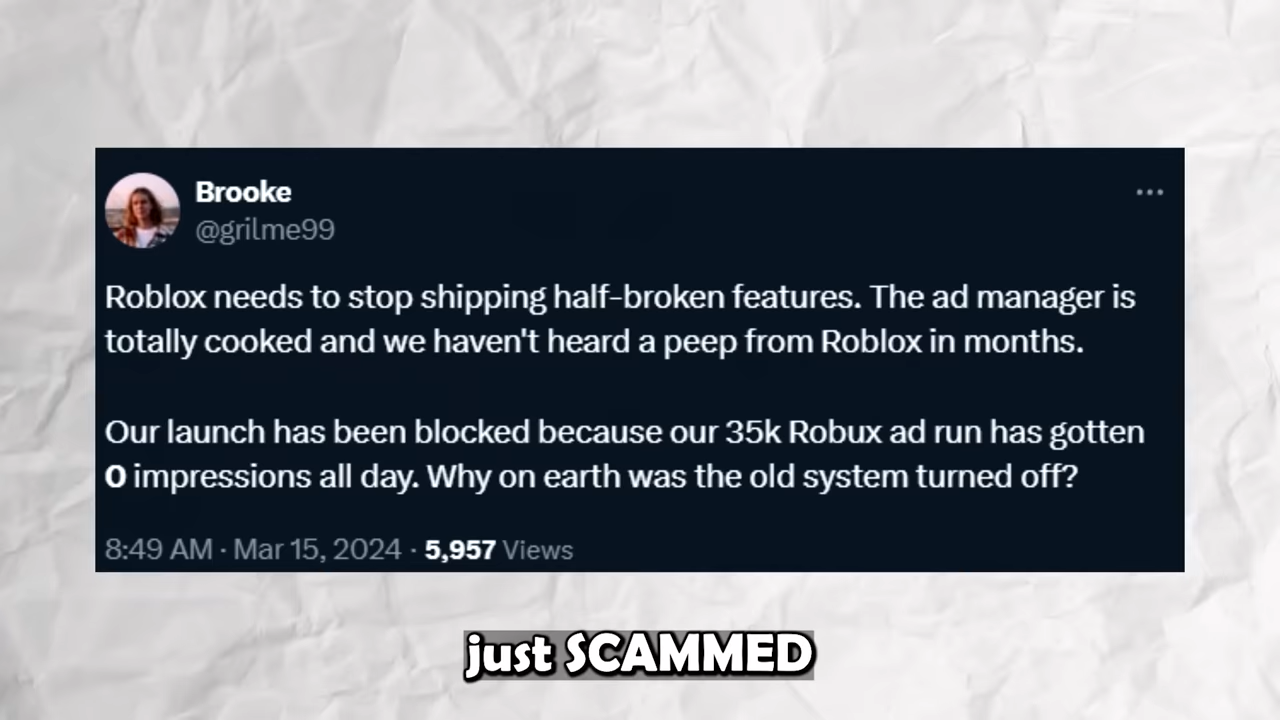 Brooke
@grilme99
Roblox needs to stop shipping half-broken features. The ad manager is
totally cooked and we haven't heard a peep from Roblox in months.
Our launch has been blocked because our 35k Robux ad run has gotten
0 impressions all day. Why on earth was the old system turned off?
8:49 AM · Mar 15, 2024 · 5,957 Views
just SCAMMED